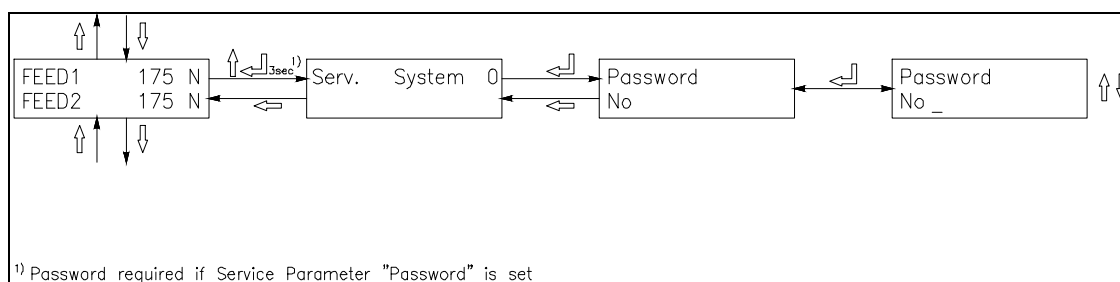 FEED1 175 N
FEED2 175 N
3sec 1)
Serv. System 0
Password
No
Password
No _
1) Password required if Service Parameter "Password" is set